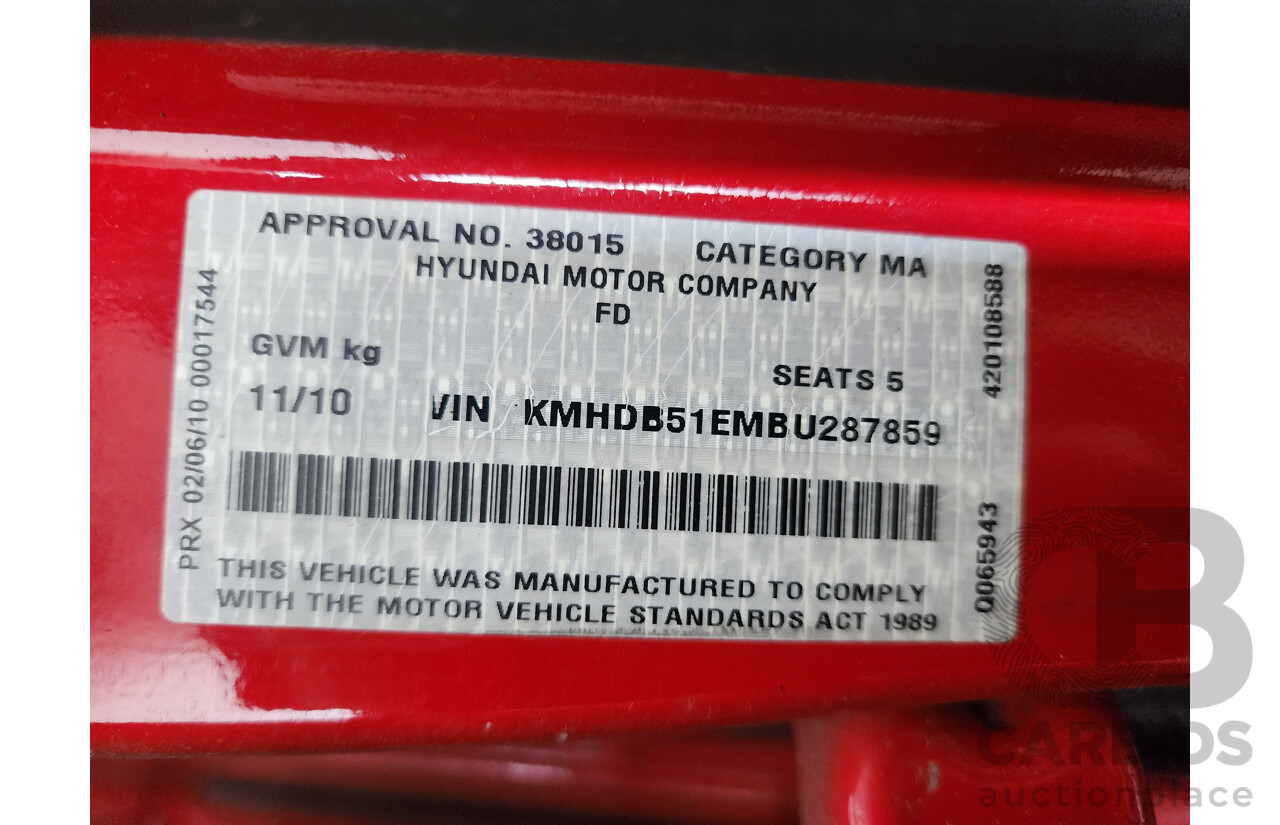 APPROVAL NO. 38015 CATEGORY MA
HYUNDAI MOTOR COMPANY
FD
GVM kg
SEATS 5
11/10 VIN KMHDB51EMBU287859
THIS VEHICLE WAS MANUFACTURED TO COMPLY
WITH THE MOTOR VEHICLE STANDARDS ACT 1989
PRX 02/06/10 00017544
420108588
Q065943
CB
CARBIDS
auctionplace